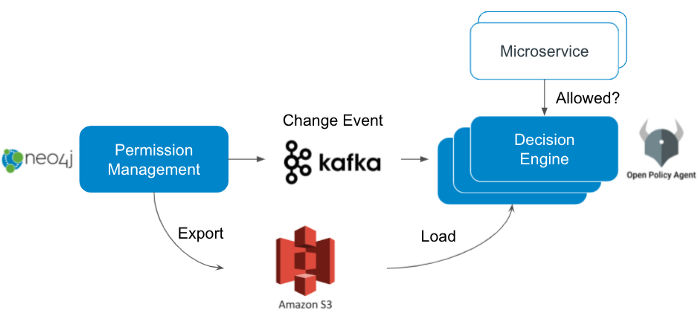 Microservice
Allowed?
Change Event
neo4j
Permission
Management
kafka
Decision
Engine
Open Policy Agent
Export
Load
Amazon S3